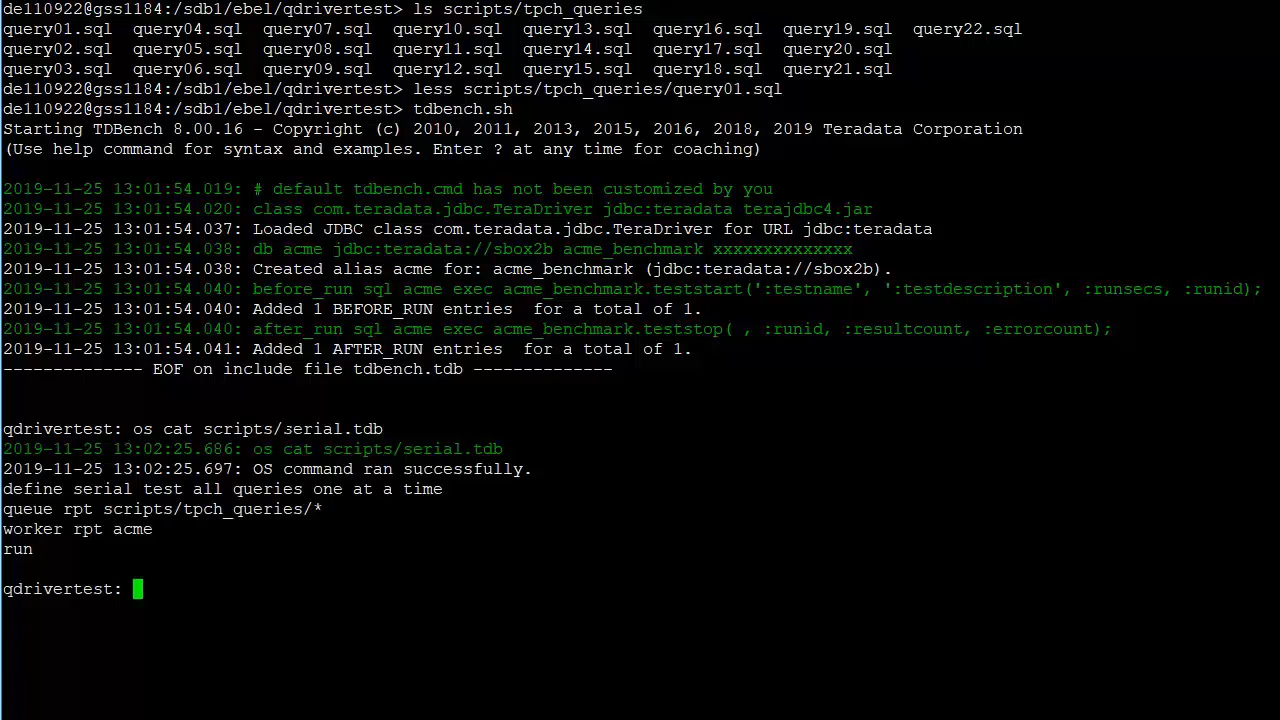 de110922@gss1184:/sdb1/ebel/qdrivertest> ls scripts/tpch_queries
query01.sql  query04.sql  query07.sql  query10.sql  query13.sql  query16.sql  query19.sql  query22.sql
query02.sql  query05.sql  query08.sql  query11.sql  query14.sql  query17.sql  query20.sql
query03.sql  query06.sql  query09.sql  query12.sql  query15.sql  query18.sql  query21.sql
de110922@gss1184:/sdb1/ebel/qdrivertest> less scripts/tpch_queries/query01.sql
de110922@gss1184:/sdb1/ebel/qdrivertest> tdbench.sh
Starting TDBench 8.00.16 - Copyright (c) 2010, 2011, 2013, 2015, 2016, 2018, 2019 Teradata Corporation
(Use help command for syntax and examples. Enter ? at any time for coaching)
2019-11-25 13:01:54.019: # default tdbench.cmd has not been customized by you
2019-11-25 13:01:54.020: class com.teradata.jdbc.TeraDriver jdbc:teradata terajdbc4.jar
2019-11-25 13:01:54.037: Loaded JDBC class com.teradata.jdbc.TeraDriver for URL jdbc:teradata
2019-11-25 13:01:54.038: db acme jdbc:teradata://sbox2b acme_benchmark xxxxxxxxxxxxxx
2019-11-25 13:01:54.038: Created alias acme for: acme_benchmark (jdbc:teradata://sbox2b).
2019-11-25 13:01:54.040: before_run sql acme exec acme_benchmark.teststart(':testname', ':testdescription', :runsecs, :runid);
2019-11-25 13:01:54.040: Added 1 BEFORE_RUN entries  for a total of 1.
2019-11-25 13:01:54.040: after_run sql acme exec acme_benchmark.teststop( , :runid, :resultcount, :errorcount);
2019-11-25 13:01:54.041: Added 1 AFTER_RUN entries  for a total of 1.
-------------- EOF on include file tdbench.tdb --------------
qdrivertest: os cat scripts/serial.tdb
2019-11-25 13:02:25.686: os cat scripts/serial.tdb
2019-11-25 13:02:25.697: OS command ran successfully.
define serial test all queries one at a time
queue rpt scripts/tpch_queries/*
worker rpt acme
run
qdrivertest: